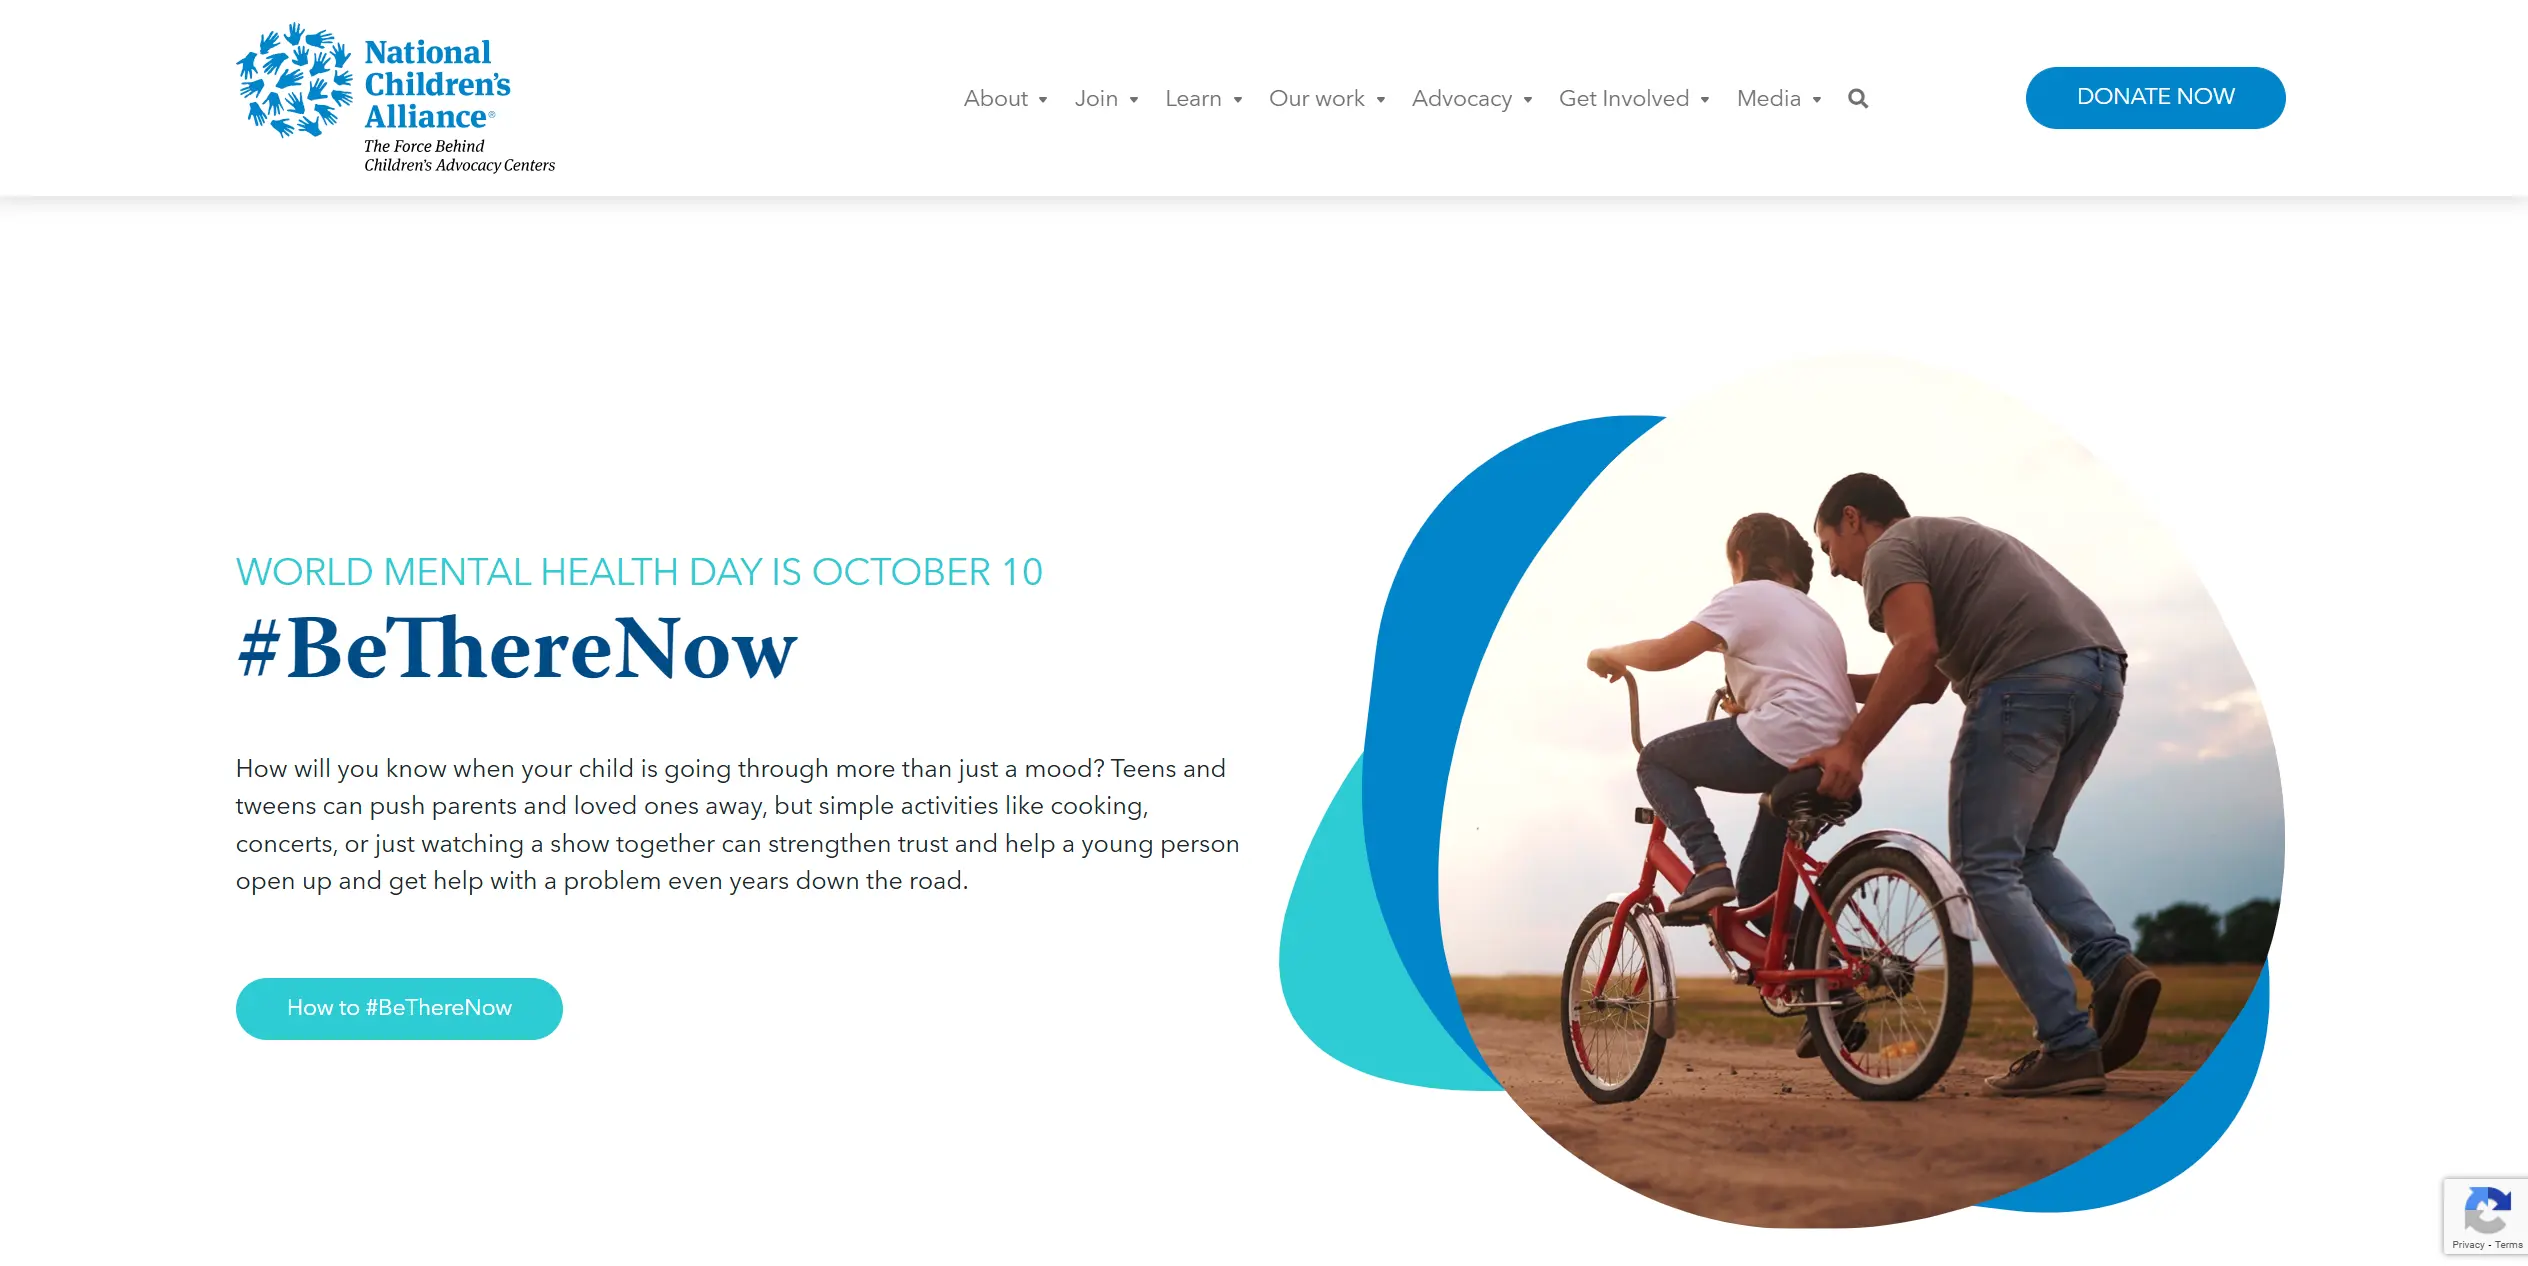 National
Children's
Alliance®
The Force Behind
Children's Advocacy Centers
About Join Learn Our work Advocacy Get Involved Media
DONATE NOW
WORLD MENTAL HEALTH DAY IS OCTOBER 10
#BeThereNow
How will you know when your child is going through more than just a mood? Teens and
tweens can push parents and loved ones away, but simple activities like cooking,
concerts, or just watching a show together can strengthen trust and help a young person
open up and get help with a problem even years down the road.
How to #BeThereNow
Privacy - Terms